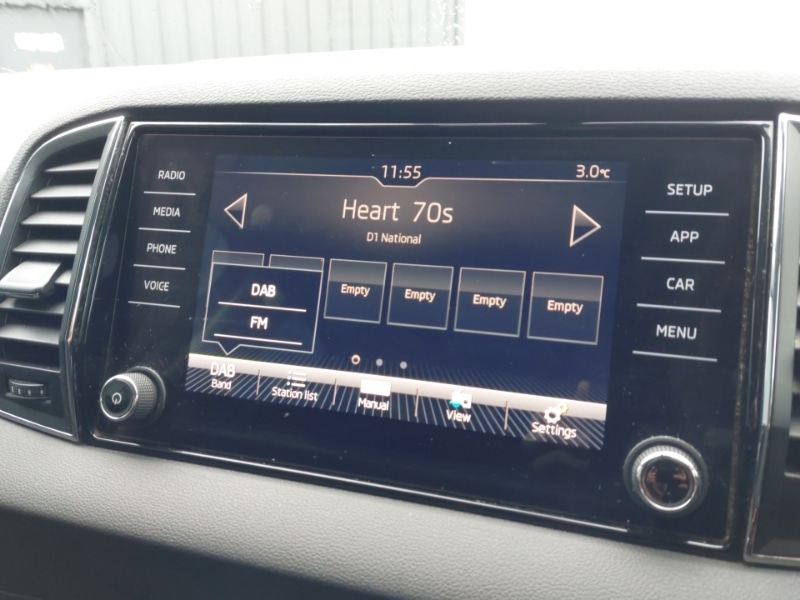 RADIO
MEDIA
PHONE
VOICE
11:55
3.0°C
Heart 70s
D1 National
DAB
FM
Empty
Empty
Empty
Empty
DAB
Band
Station list
Manual
View
Settings
SETUP
APP
CAR
MENU